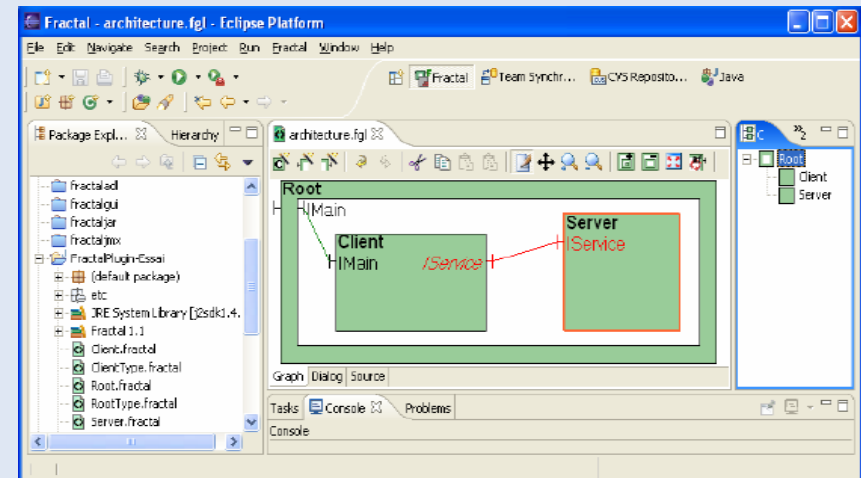 Fractal - architecture.fgl - Eclipse Platform
File Edit Navigate Search Project Run Fractal Window Help
Fractal Team Synchr... CVS Reposito... Java
Package Expl... Hierarchy
architecture.fgl
C »2
fractaladl
fractalgui
fractaljar
fractaljmx
FractalPlugin-Essai
(default package)
etc
JRE System Library [j2sdk1.4.
Fractal 1.1
Client.fractal
ClientType.fractal
Root.fractal
RootType.fractal
Server.fractal
Root
IMain
Client
IMain IService
Server
IService
Graph Dialog Source
Root
Client
Server
Tasks Console Problems
Console